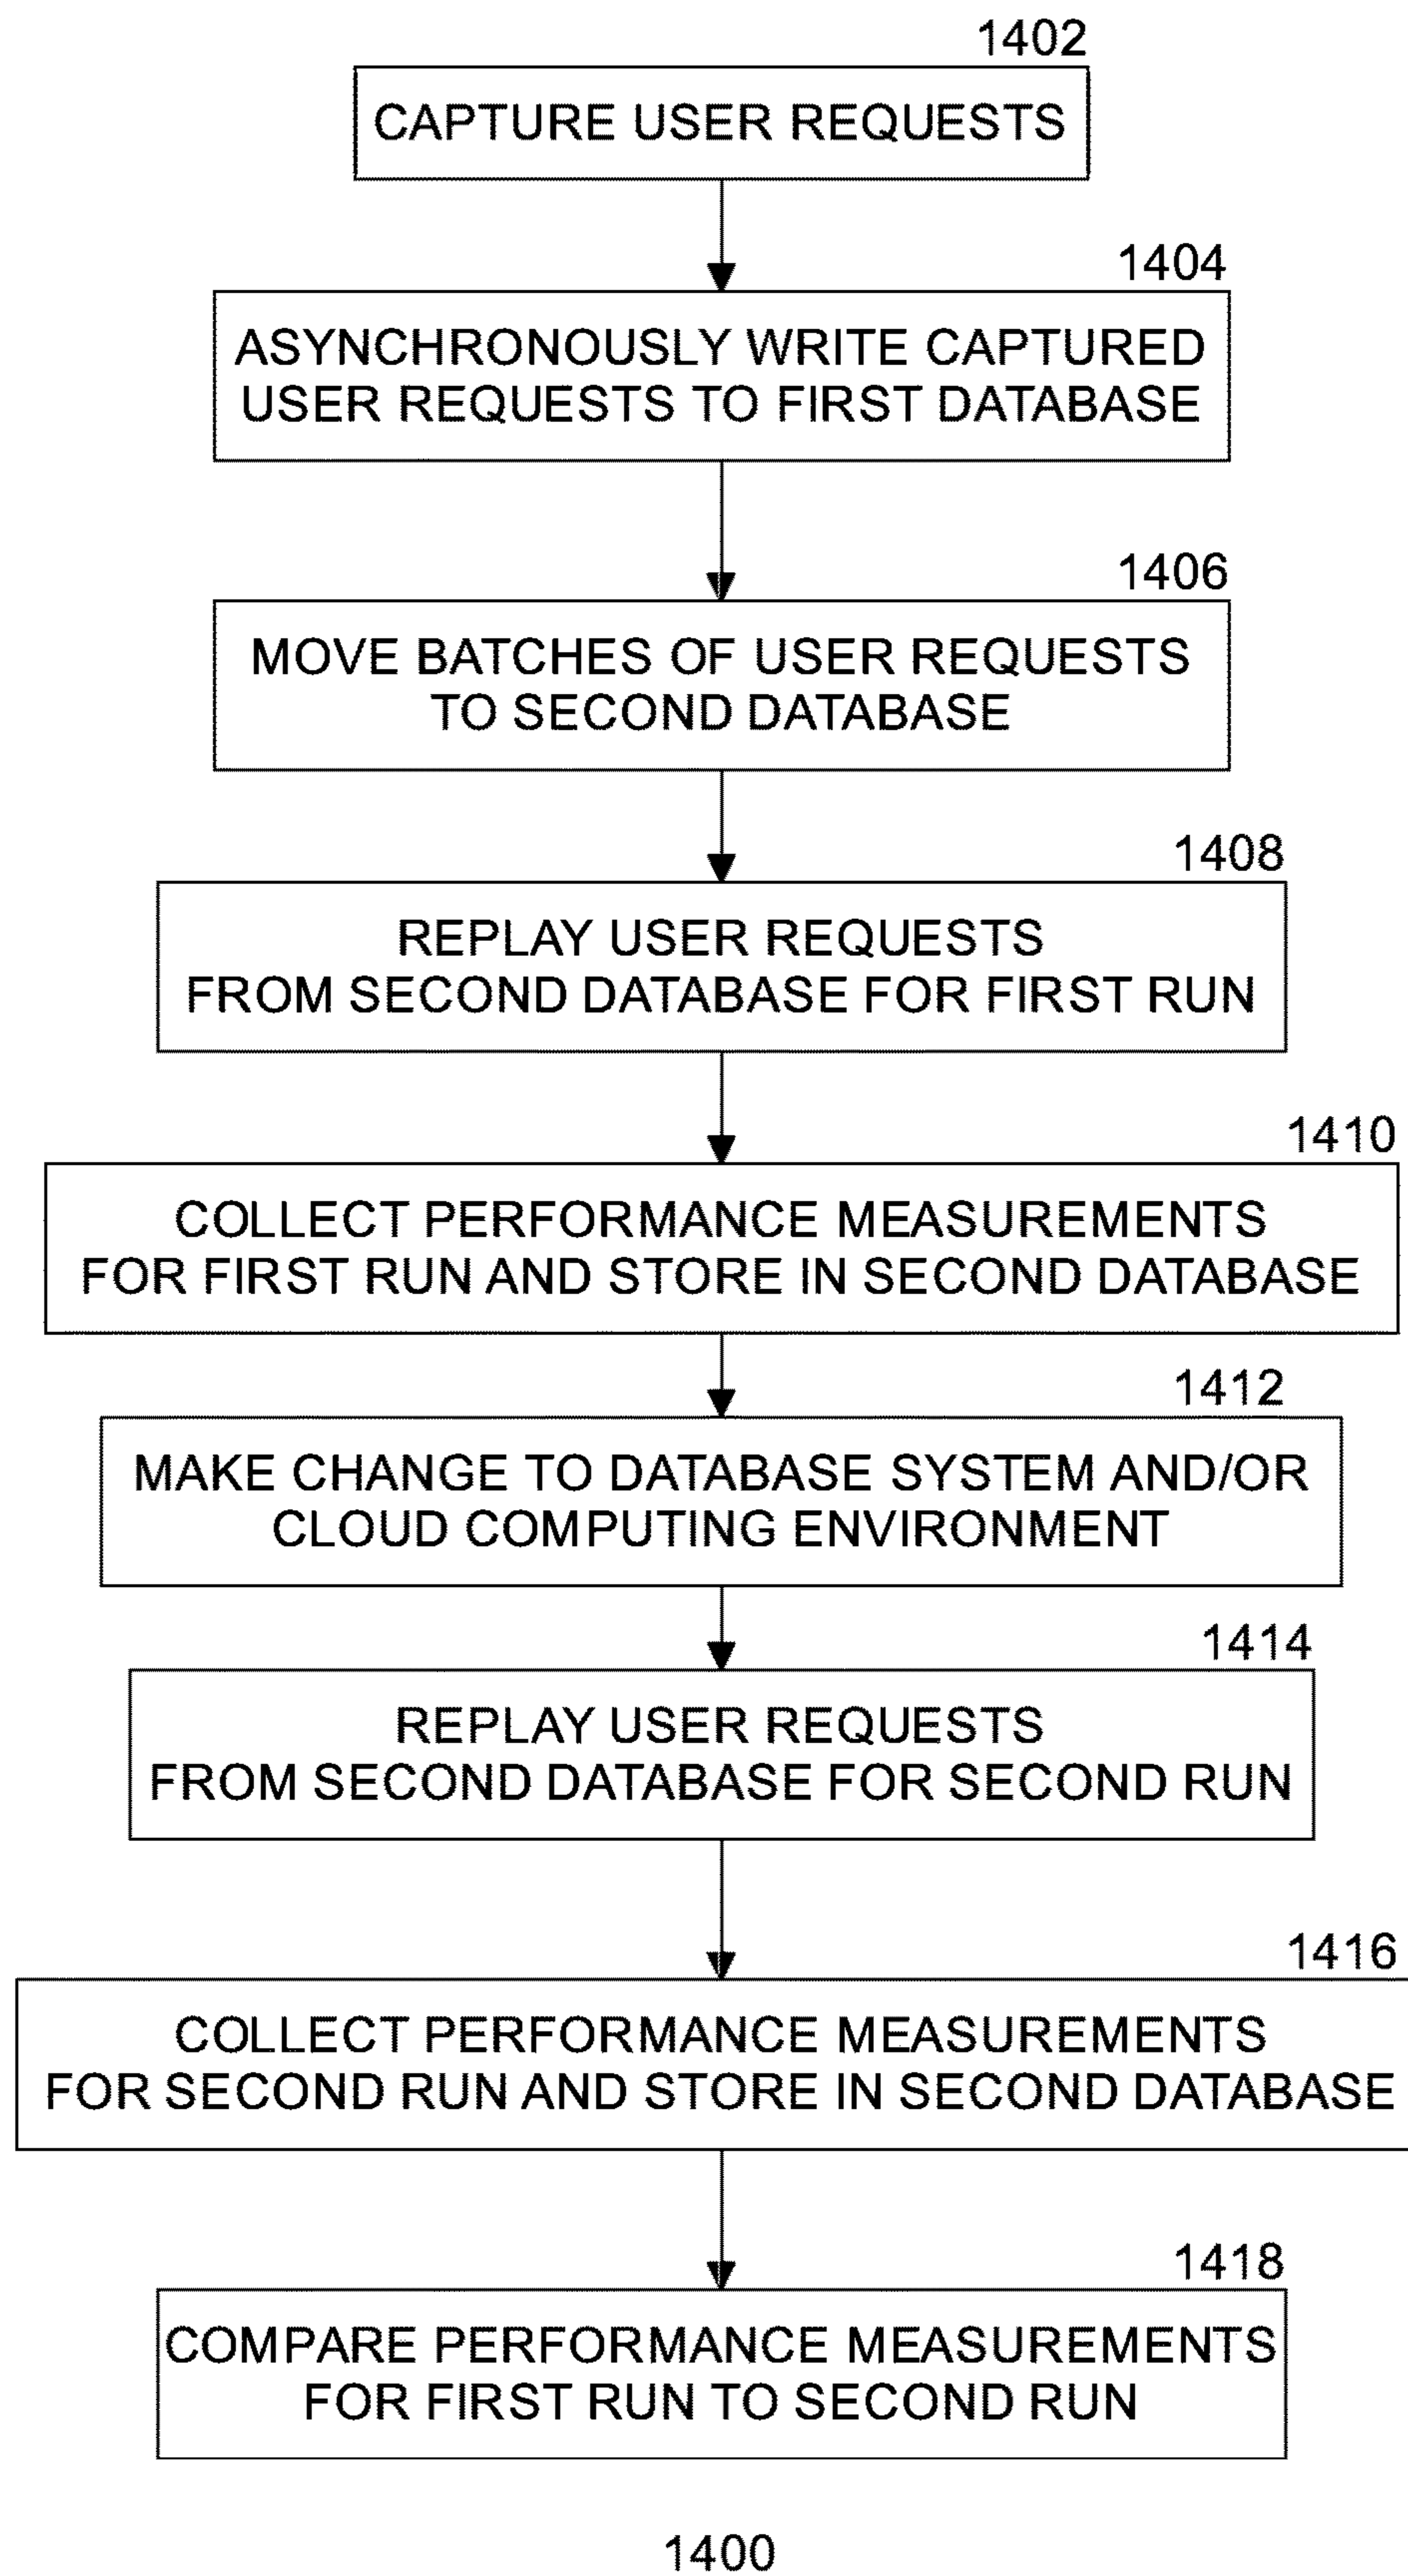 1402
CAPTURE USER REQUESTS
1404
ASYNCHRONOUSLY WRITE CAPTURED
USER REQUESTS TO FIRST DATABASE
1406
MOVE BATCHES OF USER REQUESTS
TO SECOND DATABASE
1408
REPLAY USER REQUESTS
FROM SECOND DATABASE FOR FIRST RUN
1410
COLLECT PERFORMANCE MEASUREMENTS
FOR FIRST RUN AND STORE IN SECOND DATABASE
1412
MAKE CHANGE TO DATABASE SYSTEM AND/OR
CLOUD COMPUTING ENVIRONMENT
1414
REPLAY USER REQUESTS
FROM SECOND DATABASE FOR SECOND RUN
1416
COLLECT PERFORMANCE MEASUREMENTS
FOR SECOND RUN AND STORE IN SECOND DATABASE
1418
COMPARE PERFORMANCE MEASUREMENTS
FOR FIRST RUN TO SECOND RUN
1400